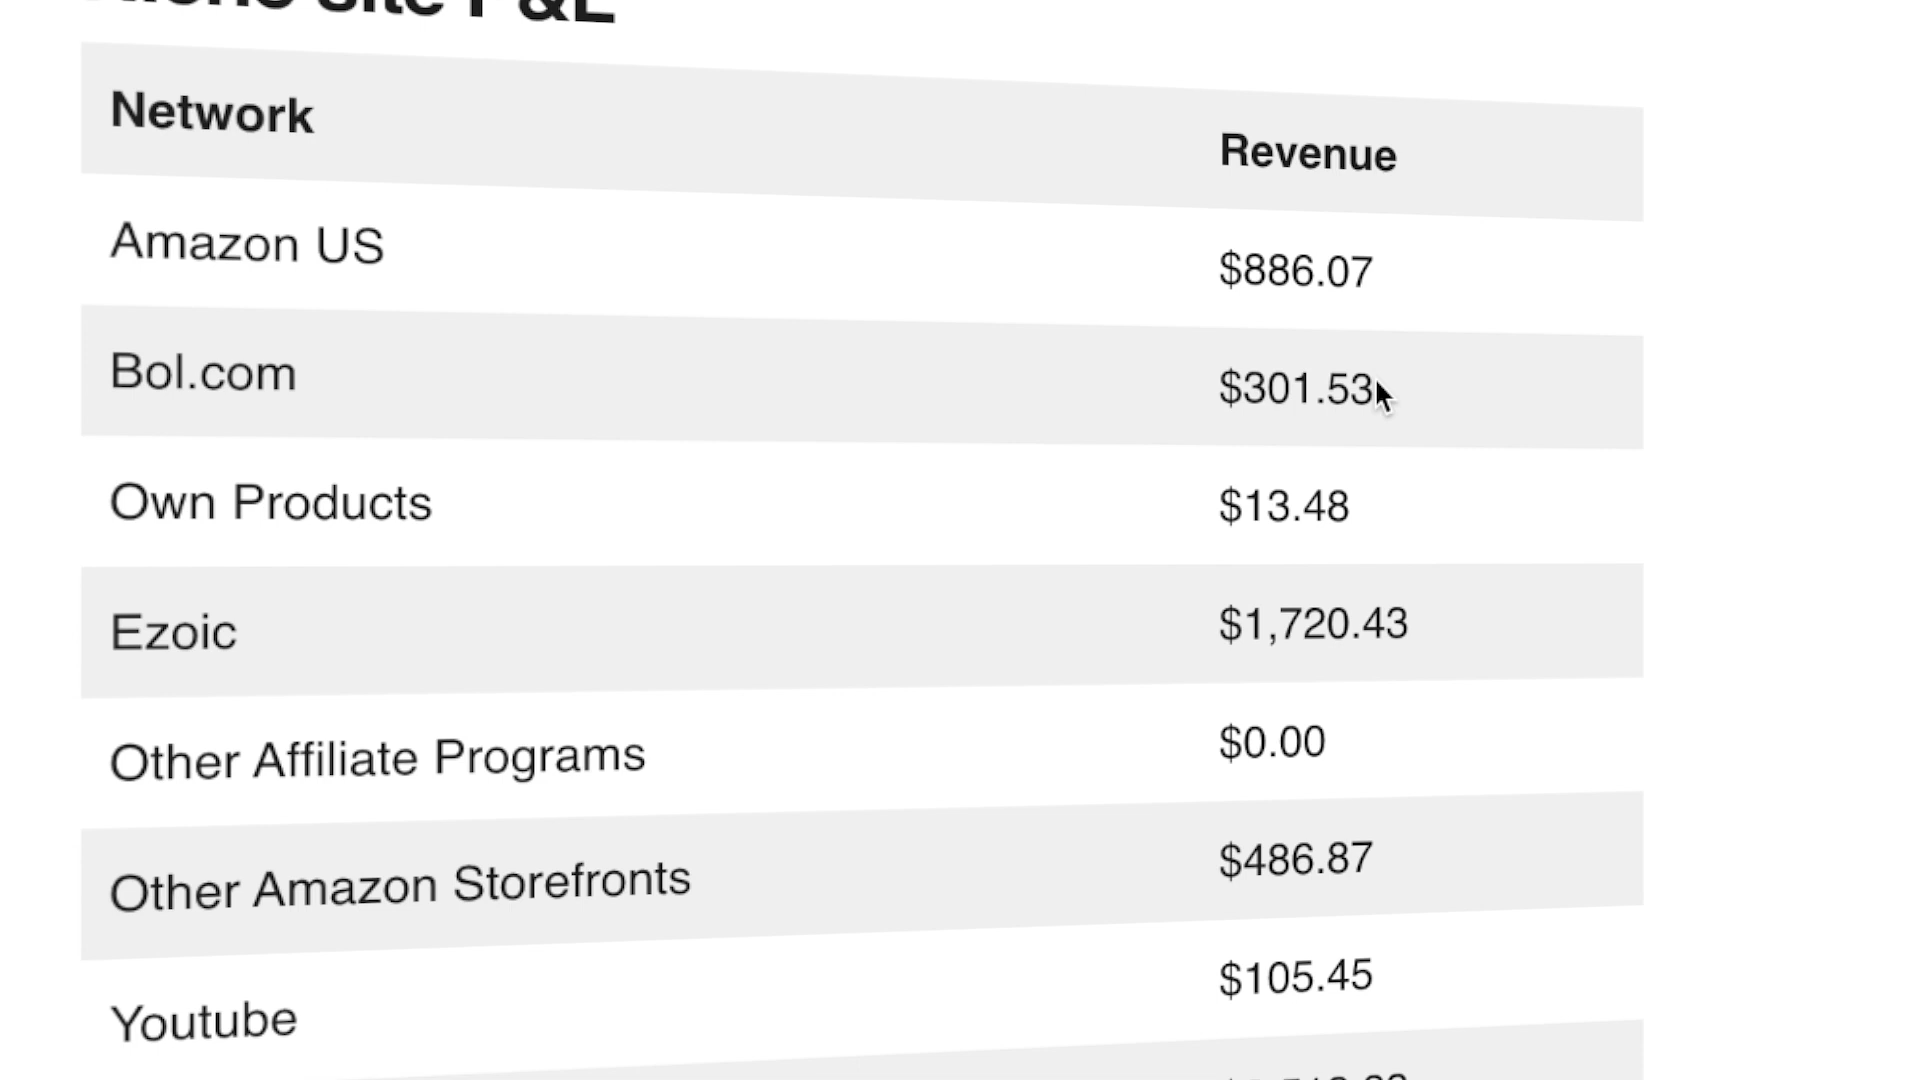 P&L
Network Revenue
Amazon US $886.07
Bol.com $301.53
Own Products $13.48
Ezoic $1,720.43
Other Affiliate Programs $0.00
Other Amazon Storefronts $486.87
Youtube $105.45